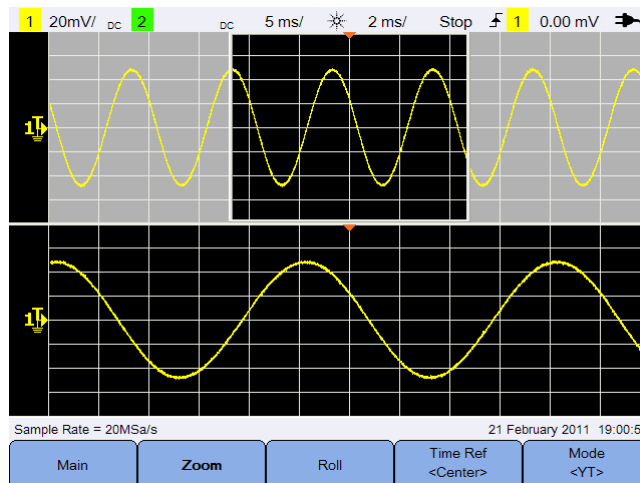 1 20mV/ DC 2 DC 5 ms/ 2 ms/ Stop 1 0.00 mV
1
1
Sample Rate = 20MSa/s 21 February 2011 19:00:5
Main Zoom Roll Time Ref <Center> Mode <YT>